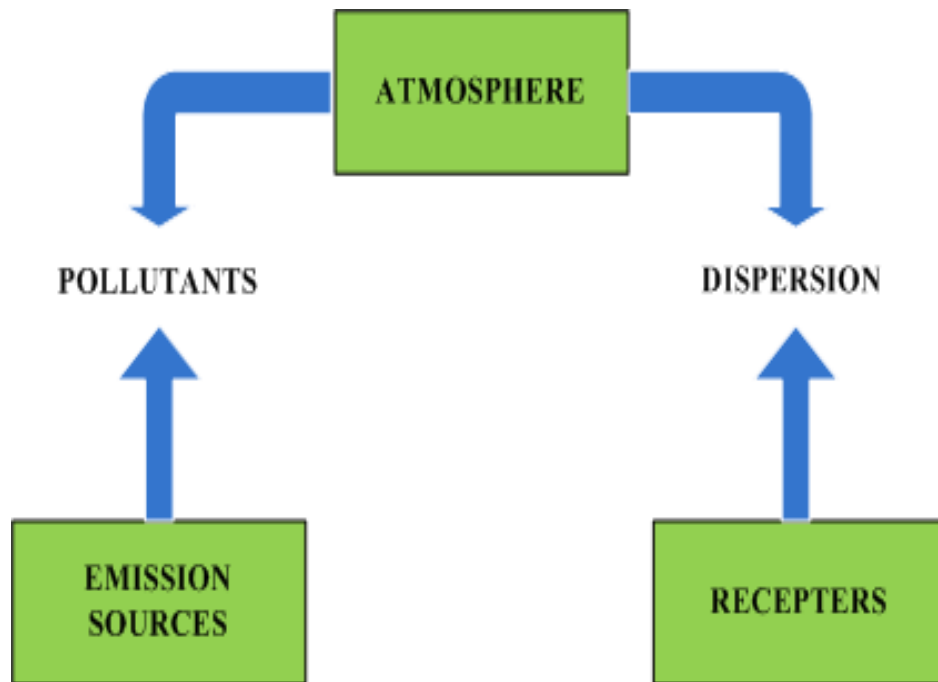 ATMOSPHERE
POLLUTANTS
DISPERSION
EMISSION
SOURCES
RECEPTERS